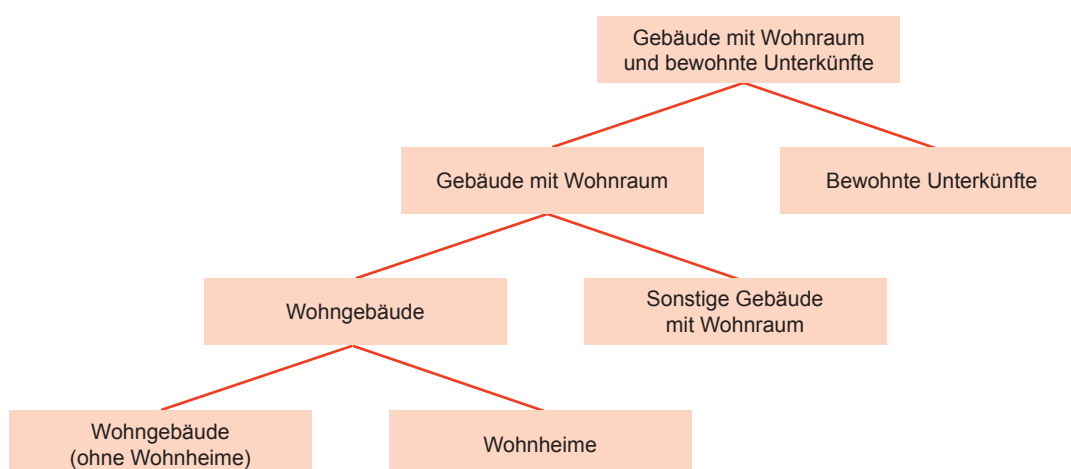 Gebäude mit Wohnraum
und bewohnte Unterkünfte
Gebäude mit Wohnraum
Bewohnte Unterkünfte
Wohngebäude
Sonstige Gebäude
mit Wohnraum
Wohngebäude
(ohne Wohnheime)
Wohnheime